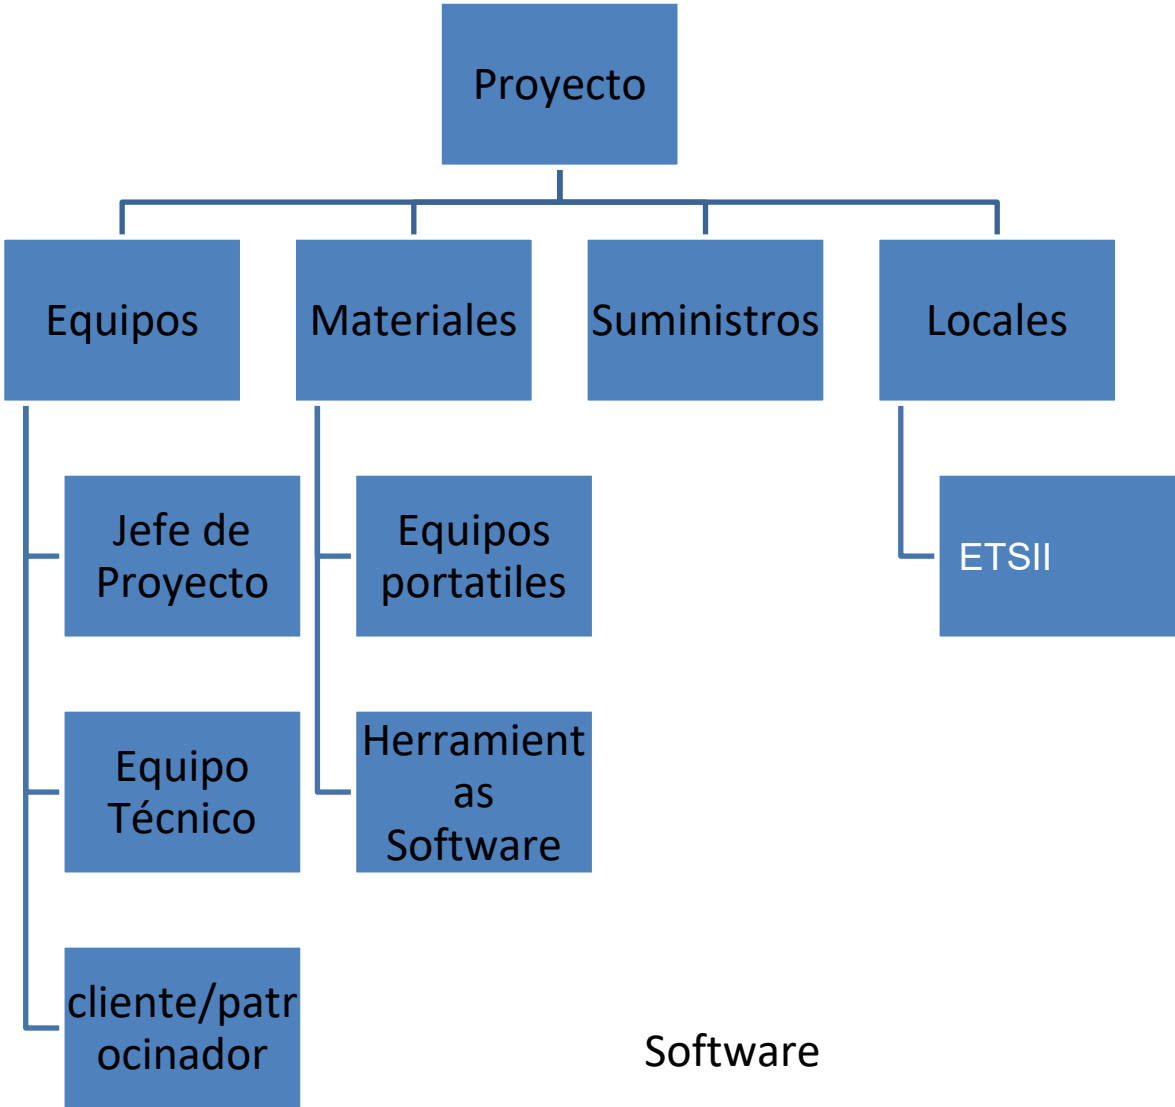 Proyecto
Equipos
Materiales
Suministros
Locales
Jefe de
Proyecto
Equipos
portatiles
ETSII
Equipo
Técnico
Herramient
as
Software
cliente/patr
ocinador
Software